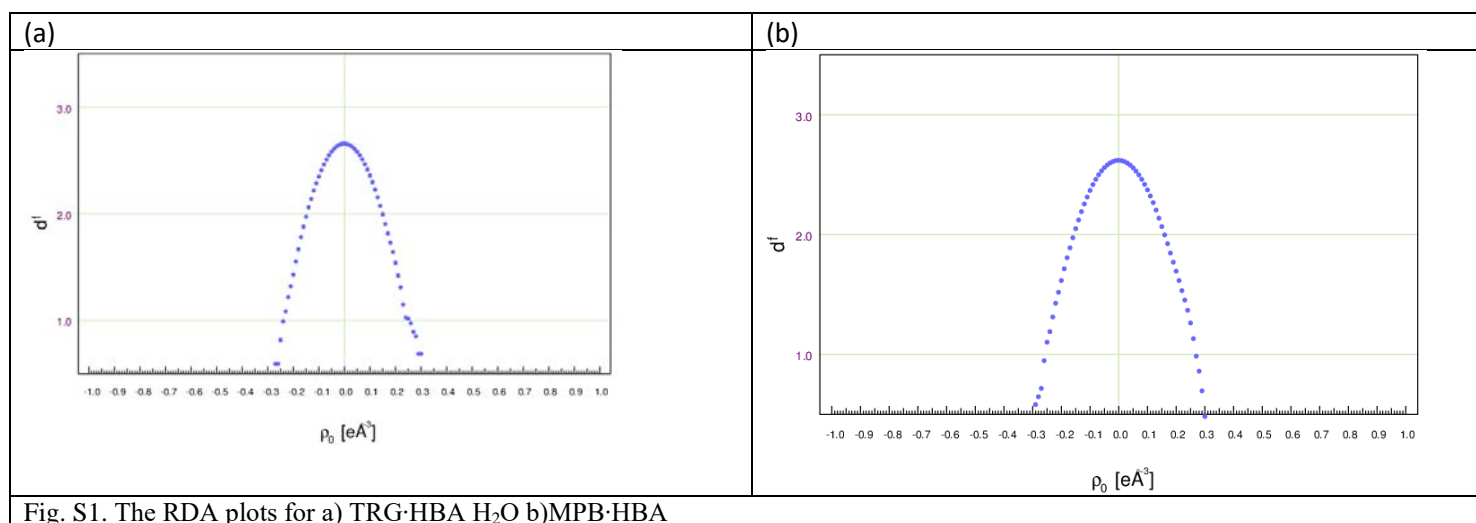 (a)
(b)
3.0
2.0
1.0
d^f
-1.0 -0.9 -0.8 -0.7 -0.6 -0.5 -0.4 -0.3 -0.2 -0.1 0.0 0.1 0.2 0.3 0.4 0.5 0.6 0.7 0.8 0.9 1.0
ρ₀ [eÅ⁻³]
3.0
2.0
1.0
d^f
-1.0 -0.9 -0.8 -0.7 -0.6 -0.5 -0.4 -0.3 -0.2 -0.1 0.0 0.1 0.2 0.3 0.4 0.5 0.6 0.7 0.8 0.9 1.0
ρ₀ [eÅ⁻³]
Fig. S1. The RDA plots for a) TRG·HBA H₂O b)MPB·HBA